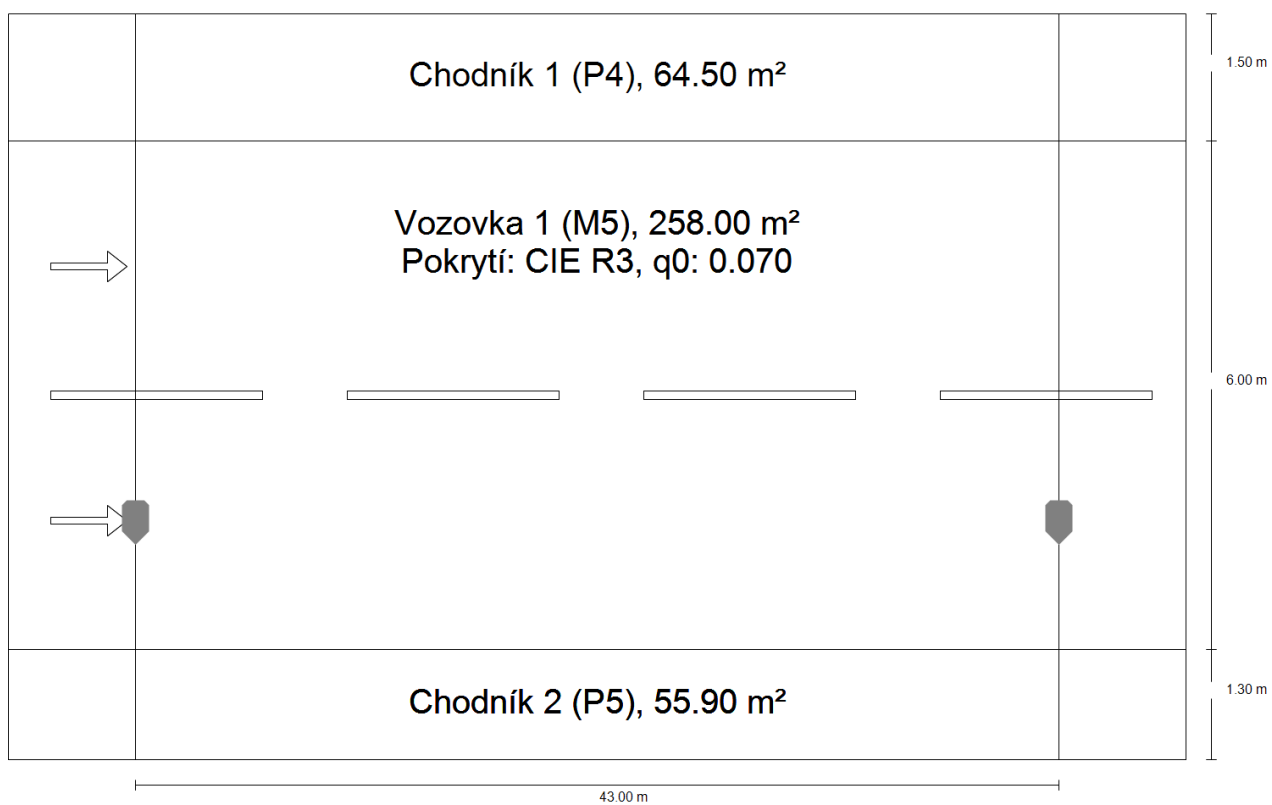 Chodník 1 (P4), 64.50 m²
1.50 m
Vozovka 1 (M5), 258.00 m²
Pokrytí: CIE R3, q0: 0.070
6.00 m
Chodník 2 (P5), 55.90 m²
1.30 m
43.00 m